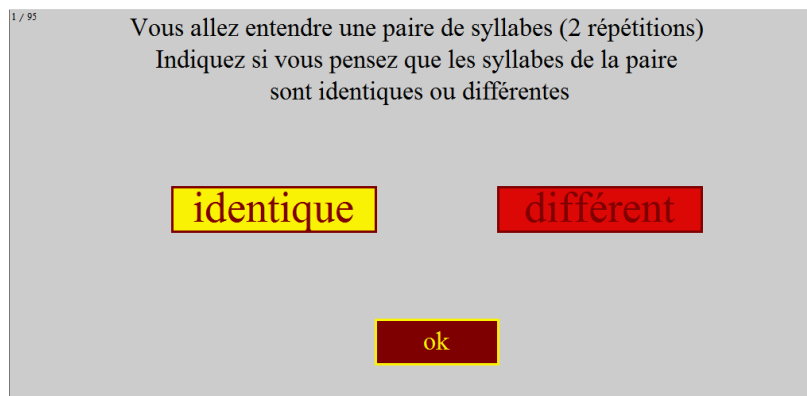 1 / 95
Vous allez entendre une paire de syllabes (2 répétitions)
Indiquez si vous pensez que les syllabes de la paire
sont identiques ou différentes
identique
différent
ok